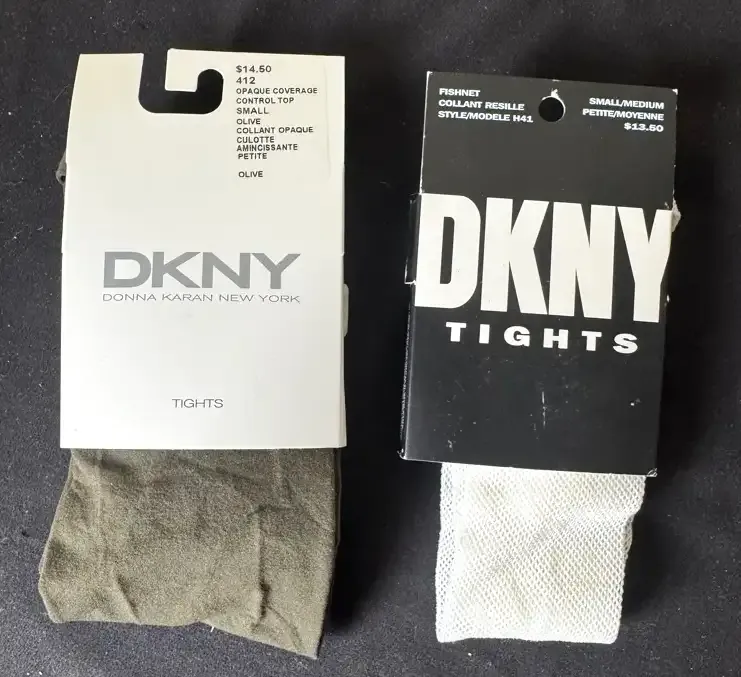 $14.50
412
OPAQUE COVERAGE
CONTROL TOP
SMALL
OLIVE
COLLANT OPAQUE
CULOTTE
AMINCISSANTE
PETITE
OLIVE
DKNY
DONNA KARAN NEW YORK
TIGHTS
FISHNET
COLLANT RESILLE
STYLE/MODELE H41
SMALL/MEDIUM
PETITE/MOYENNE
$13.50
DKNY
TIGHTS